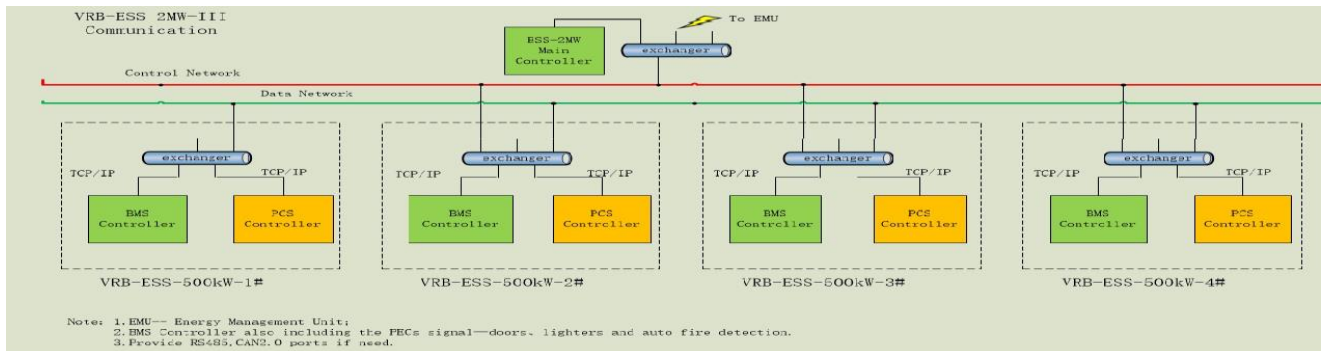 VRB-ESS 2MW-III
Communication
To EMU
BSS-2MW
Main
Controller
exchanger
Control Network
Data Network
exchanger
exchanger
exchanger
exchanger
TCP/IP
TCP/IP
TCP/IP
TCP/IP
TCP/IP
TCP/IP
TCP/IP
TCP/IP
BMS
Controller
PCS
Controller
BMS
Controller
PCS
Controller
BMS
Controller
PCS
Controller
BMS
Controller
PCS
Controller
VRB-ESS-500kW-1#
VRB-ESS-500kW-2#
VRB-ESS-500kW-3#
VRB-ESS-500kW-4#
Note: 1.EMU-- Energy Management Unit;
2.BMS Controller also including the PECs signal—doors, lighters and auto fire detection.
3.Provide RS485,CAN2.0 ports if need.